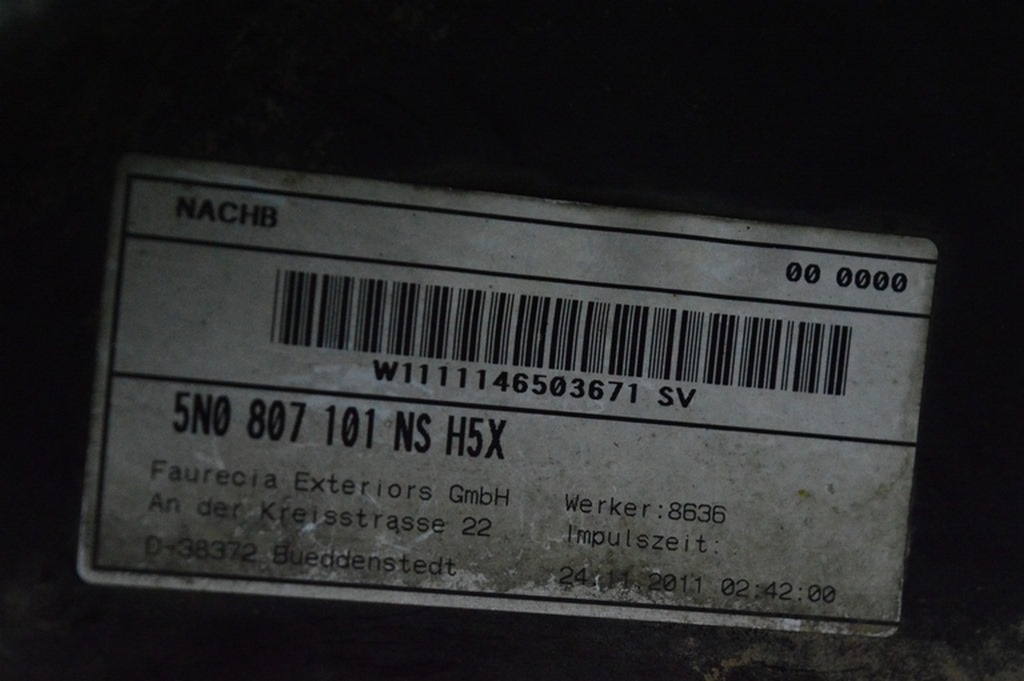 NACHB
00 0000
W1111146503671 SV
5N0 807 101 NS H5X
Faurecia Exteriors GmbH
An der Kreisstrasse 22
D-38372 Bueddenstedt
Werker:8636
Impulszeit:
24.11.2011 02:42:00